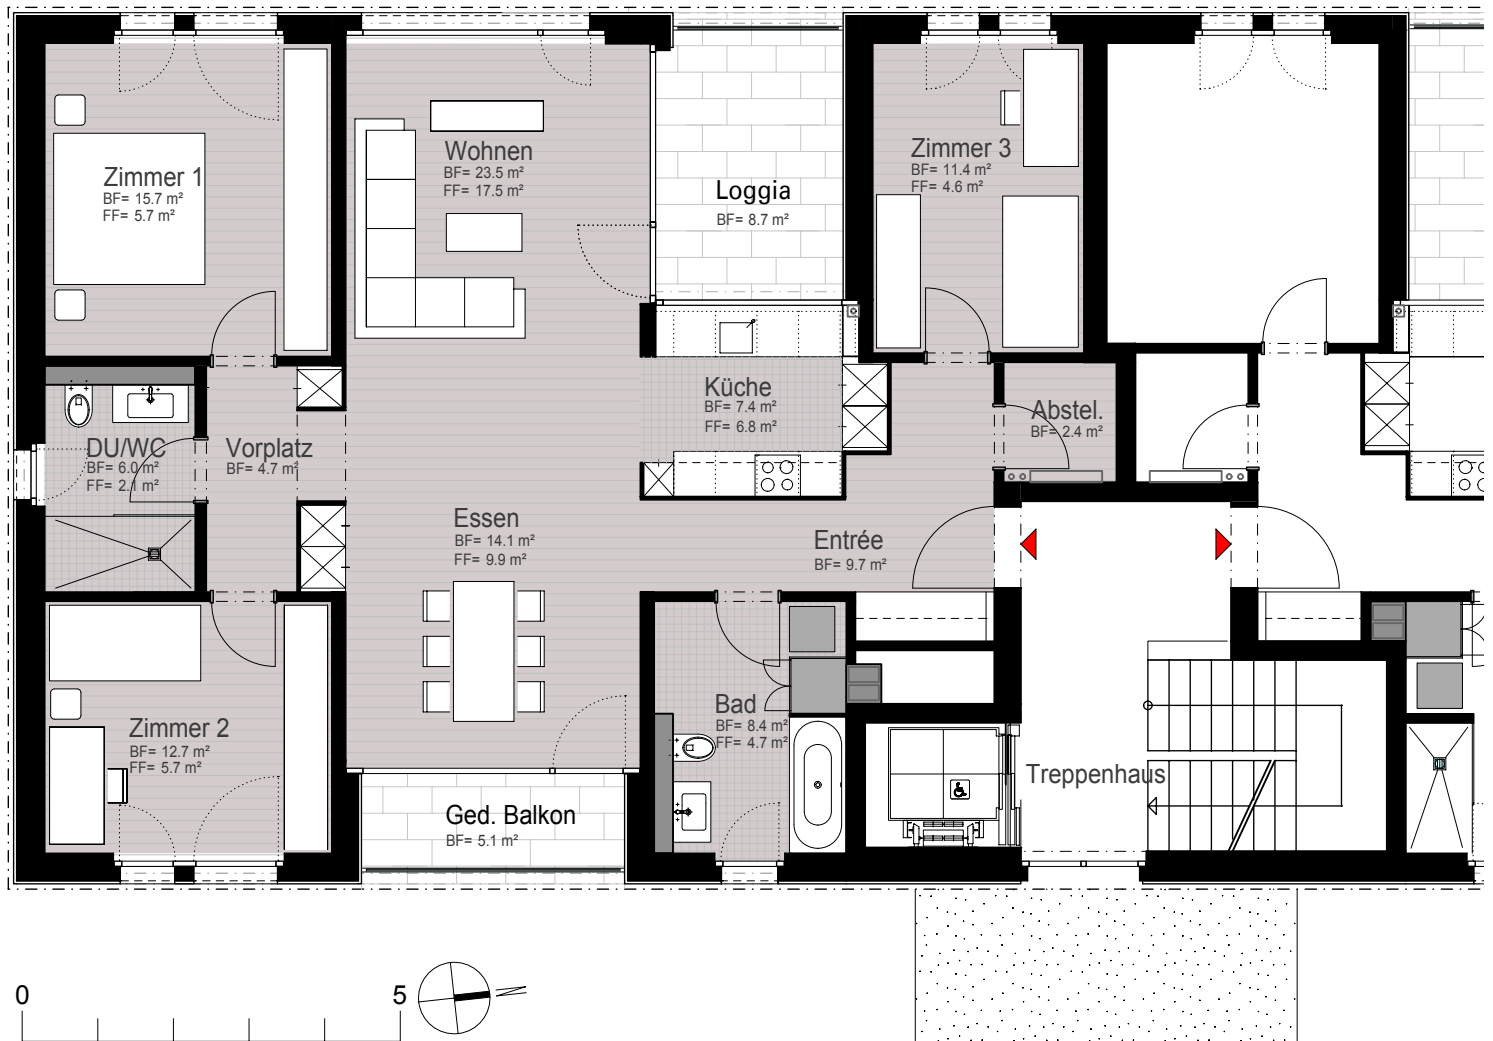 Zimmer 1
BF= 15.7 m²
FF= 5.7 m²
Wohnen
BF= 23.5 m²
FF= 17.5 m²
Loggia
BF= 8.7 m²
Zimmer 3
BF= 11.4 m²
FF= 4.6 m²
Küche
BF= 7.4 m²
FF= 6.8 m²
Abstel.
BF= 2.4 m²
DU/WC
BF= 6.0 m²
FF= 2.1 m²
Vorplatz
BF= 4.7 m²
Essen
BF= 14.1 m²
FF= 9.9 m²
Entrée
BF= 9.7 m²
Zimmer 2
BF= 12.7 m²
FF= 5.7 m²
Bad
BF= 8.4 m²
FF= 4.7 m²
Treppenhaus
Ged. Balkon
BF= 5.1 m²
0
5
N